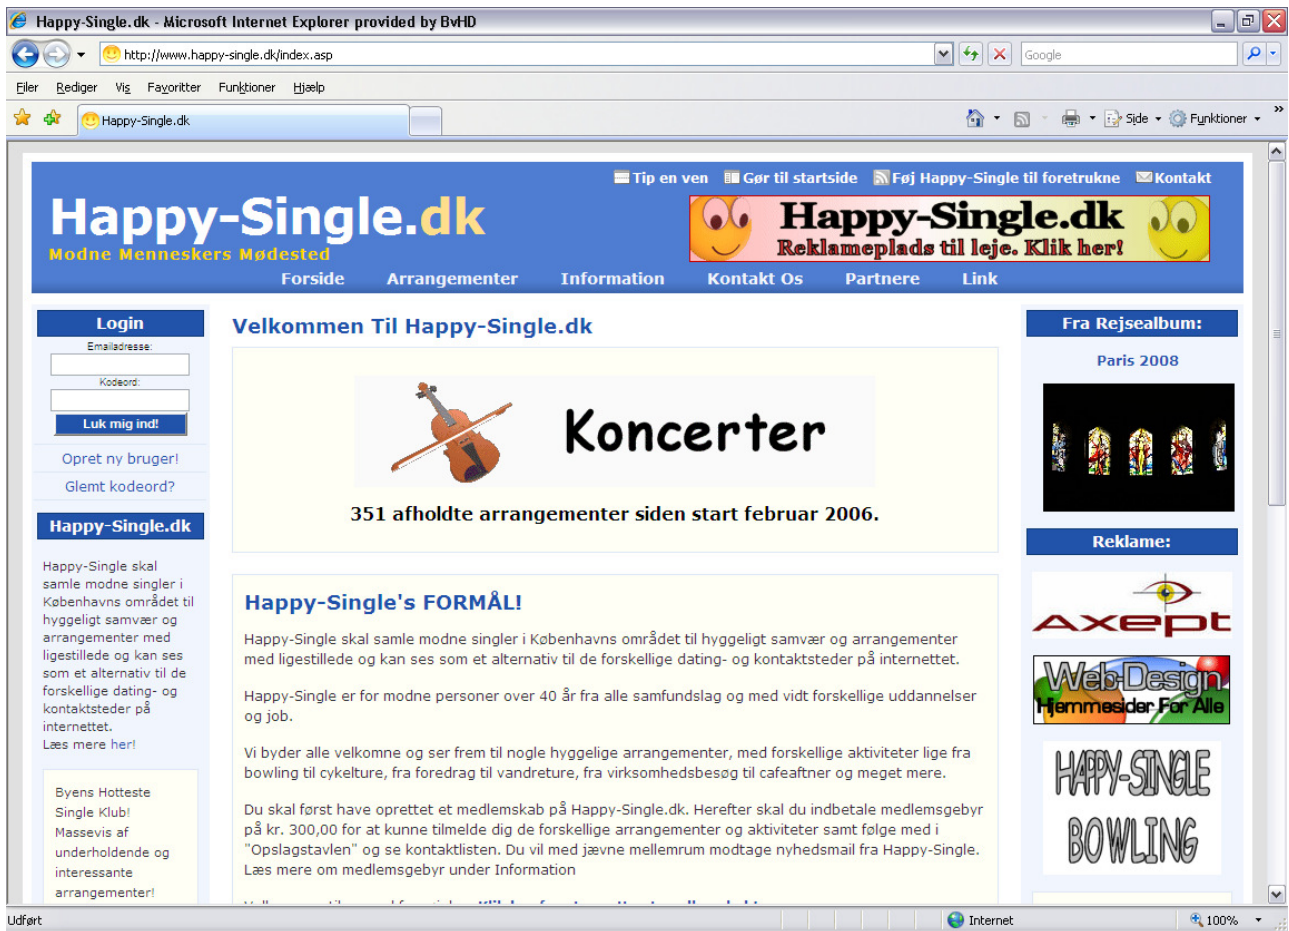 Happy-Single.dk - Microsoft Internet Explorer provided by BvHD
http://www.happy-single.dk/index.asp
Google
Filer Rediger Vis Favoritter Funktioner Hjælp
Happy-Single.dk
Side Funktioner
Tip en ven Gør til startside Føj Happy-Single til foretrukne Kontakt
Happy-Single.dk
Modne Menneskers Mødested
Happy-Single.dk
Reklameplads til leje. Klik her!
Forside Arrangementer Information Kontakt Os Partnere Link
Login
Emailadresse:
Kodeord:
Luk mig ind!
Opret ny bruger!
Glemt kodeord?
Happy-Single.dk
Happy-Single skal
samle modne singler i
Københavns området til
hyggeligt samvær og
arrangementer med
ligestillede og kan ses
som et alternativ til de
forskellige dating- og
kontaktsteder på
internettet.
Læs mere her!
Byens Hotteste
Single Klub!
Massevis af
underholdende og
interessante
arrangementer!
Velkommen Til Happy-Single.dk
Koncerter
351 afholdte arrangementer siden start februar 2006.
Happy-Single's FORMÅL!
Happy-Single skal samle modne singler i Københavns området til hyggeligt samvær og arrangementer
med ligestillede og kan ses som et alternativ til de forskellige dating- og kontaktsteder på internettet.
Happy-Single er for modne personer over 40 år fra alle samfundslag og med vidt forskellige uddannelser
og job.
Vi byder alle velkomne og ser frem til nogle hyggelige arrangementer, med forskellige aktiviteter lige fra
bowling til cykelture, fra foredrag til vandreture, fra virksomhedsbesøg til cafeaftner og meget mere.
Du skal først have oprettet et medlemskab på Happy-Single.dk. Herefter skal du indbetale medlemsgebyr
på kr. 300,00 for at kunne tilmelde dig de forskellige arrangementer og aktiviteter samt følge med i
"Opslagstavlen" og se kontaktlisten. Du vil med jævne mellemrum modtage nyhedsmail fra Happy-Single.
Læs mere om medlemsgebyr under Information
Fra Rejsealbum:
Paris 2008
Reklame:
Axept
Web-Design
Hjemmesider For Alle
HAPPY-SINGLE
BOWLING
Udført
Internet
100%